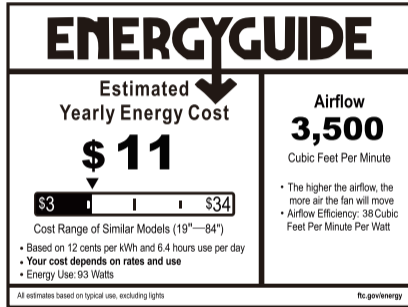 ENERGYGUIDE
Estimated
Yearly Energy Cost
$ 11
$3 $34
Cost Range of Similar Models (19"—84")
• Based on 12 cents per kWh and 6.4 hours use per day
• Your cost depends on rates and use
• Energy Use: 93 Watts
Airflow
3,500
Cubic Feet Per Minute
• The higher the airflow, the
more air the fan will move
• Airflow Efficiency: 38 Cubic
Feet Per Minute Per Watt
All estimates based on typical use, excluding lights
ftc.gov/energy